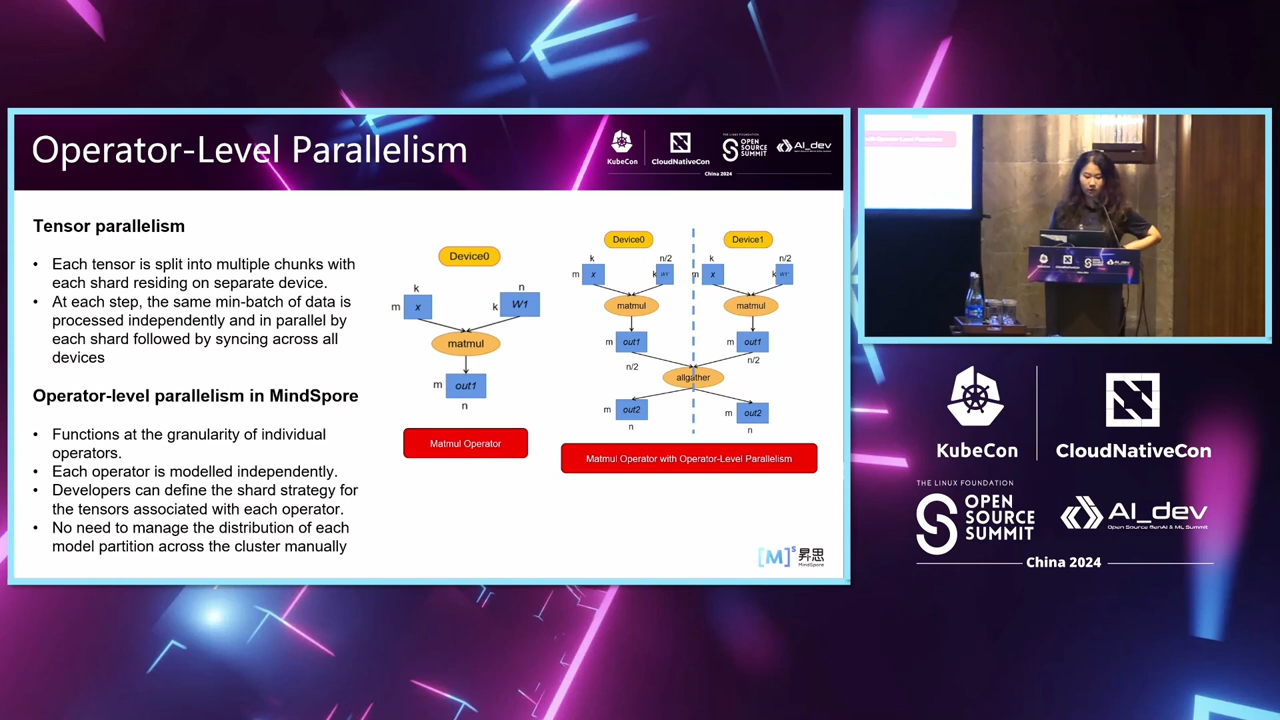 Operator-Level Parallelism
KubeCon
CloudNativeCon
THE LINUX FOUNDATION
OPEN
SOURCE
SUMMIT
AI_dev
China 2024
Tensor parallelism
• Each tensor is split into multiple chunks with
each shard residing on separate device.
• At each step, the same min-batch of data is
processed independently and in parallel by
each shard followed by syncing across all
devices
Operator-level parallelism in MindSpore
• Functions at the granularity of individual
operators.
• Each operator is modelled independently.
• Developers can define the shard strategy for
the tensors associated with each operator.
• No need to manage the distribution of each
model partition across the cluster manually
Device0
k
n
m
x
k
W1
matmul
m
out1
n
Matmul Operator
Device0
Device1
k
n/2
k
n/2
m
x
k
W1'
m
x
k
W1'
matmul
matmul
m
out1
m
out1
n/2
n/2
allgather
m
out2
m
out2
n
n
Matmul Operator with Operator-Level Parallelism
[M]s 昇思
MindSpore
KubeCon
CloudNativeCon
THE LINUX FOUNDATION
OPEN
SOURCE
SUMMIT
AI_dev
Open Source GenAI & ML Summit
China 2024